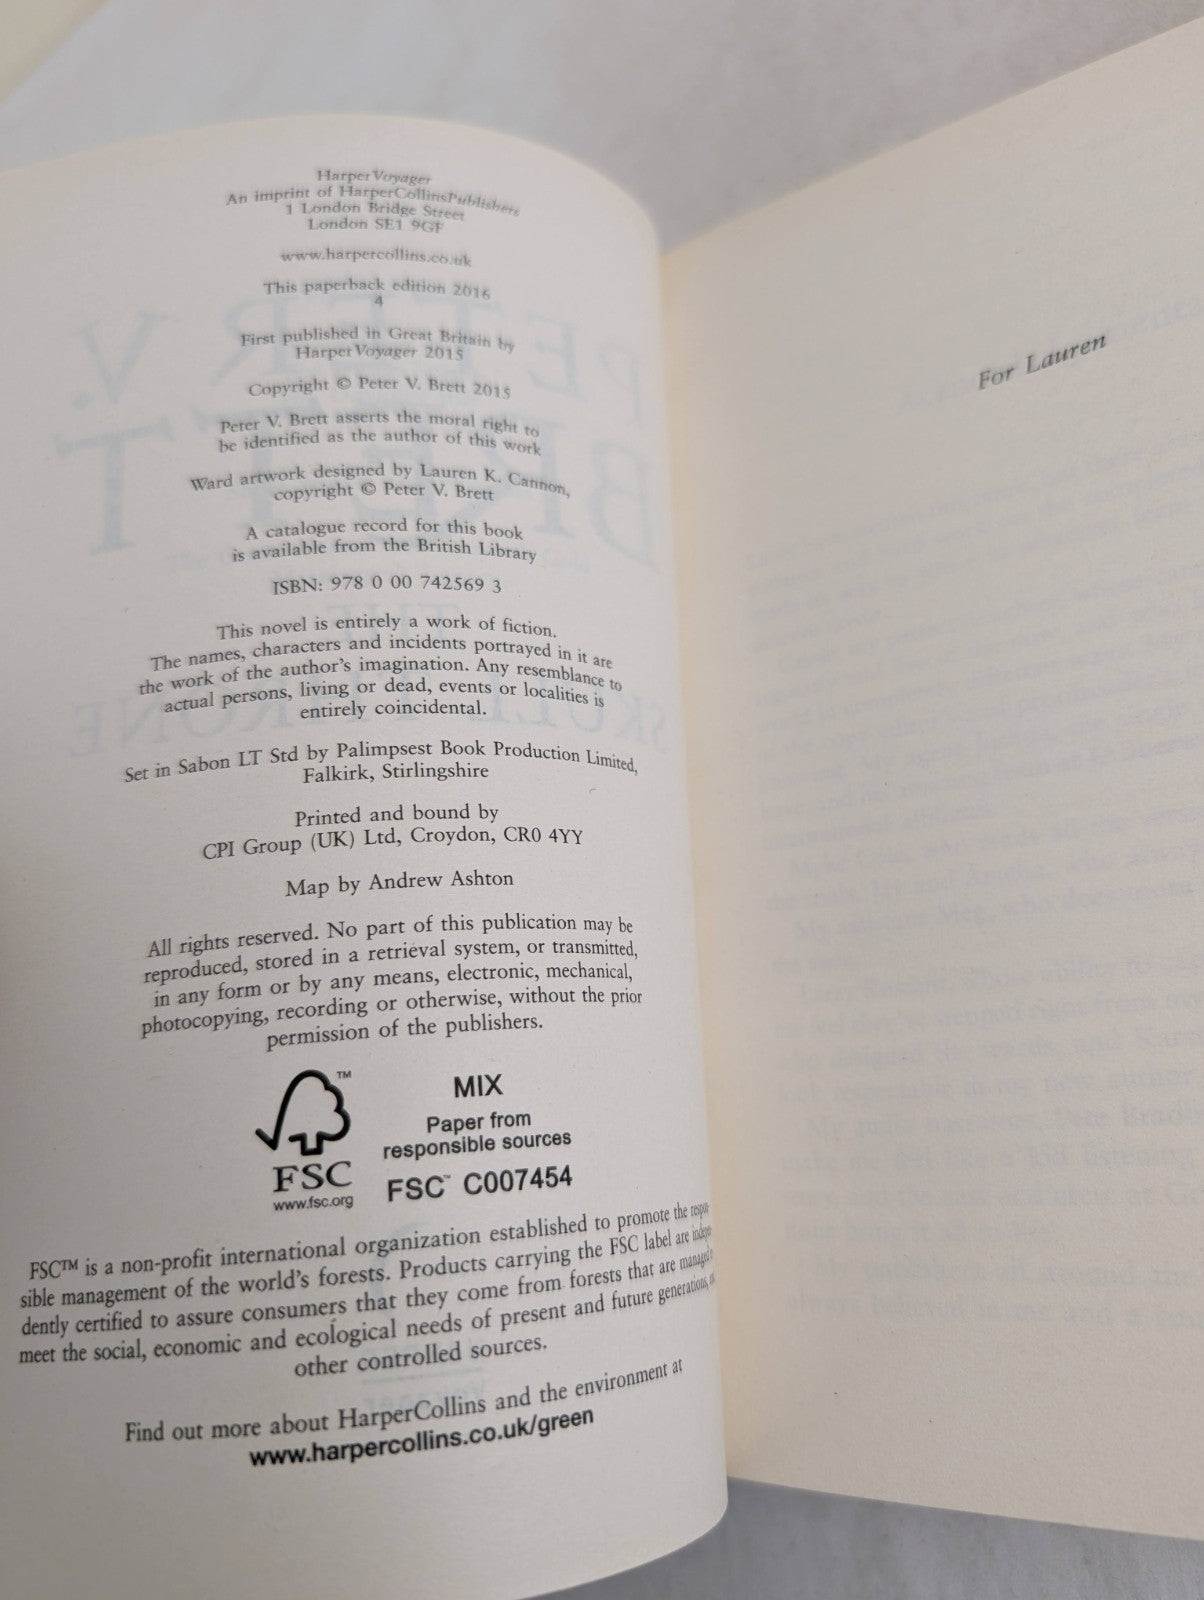 HarperVoyager
An imprint of HarperCollinsPublishers
1 London Bridge Street
London SE1 9GF
www.harpercollins.co.uk
This paperback edition 2016
4
First published in Great Britain by
HarperVoyager 2015
Copyright © Peter V. Brett 2015
Peter V. Brett asserts the moral right to
be identified as the author of this work
Ward artwork designed by Lauren K. Cannon,
copyright © Peter V. Brett
A catalogue record for this book
is available from the British Library
ISBN: 978 0 00 742569 3
This novel is entirely a work of fiction.
The names, characters and incidents portrayed in it are
the work of the author's imagination. Any resemblance to
actual persons, living or dead, events or localities is
entirely coincidental.
Set in Sabon LT Std by Palimpsest Book Production Limited,
Falkirk, Stirlingshire
Printed and bound by
CPI Group (UK) Ltd, Croydon, CR0 4YY
Map by Andrew Ashton
All rights reserved. No part of this publication may be
reproduced, stored in a retrieval system, or transmitted,
in any form or by any means, electronic, mechanical,
photocopying, recording or otherwise, without the prior
permission of the publishers.
FSC
™
www.fsc.org
MIX
Paper from
responsible sources
FSC™ C007454
FSC™ is a non-profit international organization established to promote the respon-
sible management of the world's forests. Products carrying the FSC label are indepen-
dently certified to assure consumers that they come from forests that are managed to
meet the social, economic and ecological needs of present and future generations,
other controlled sources.
Find out more about HarperCollins and the environment at
www.harpercollins.co.uk/green
For Lauren